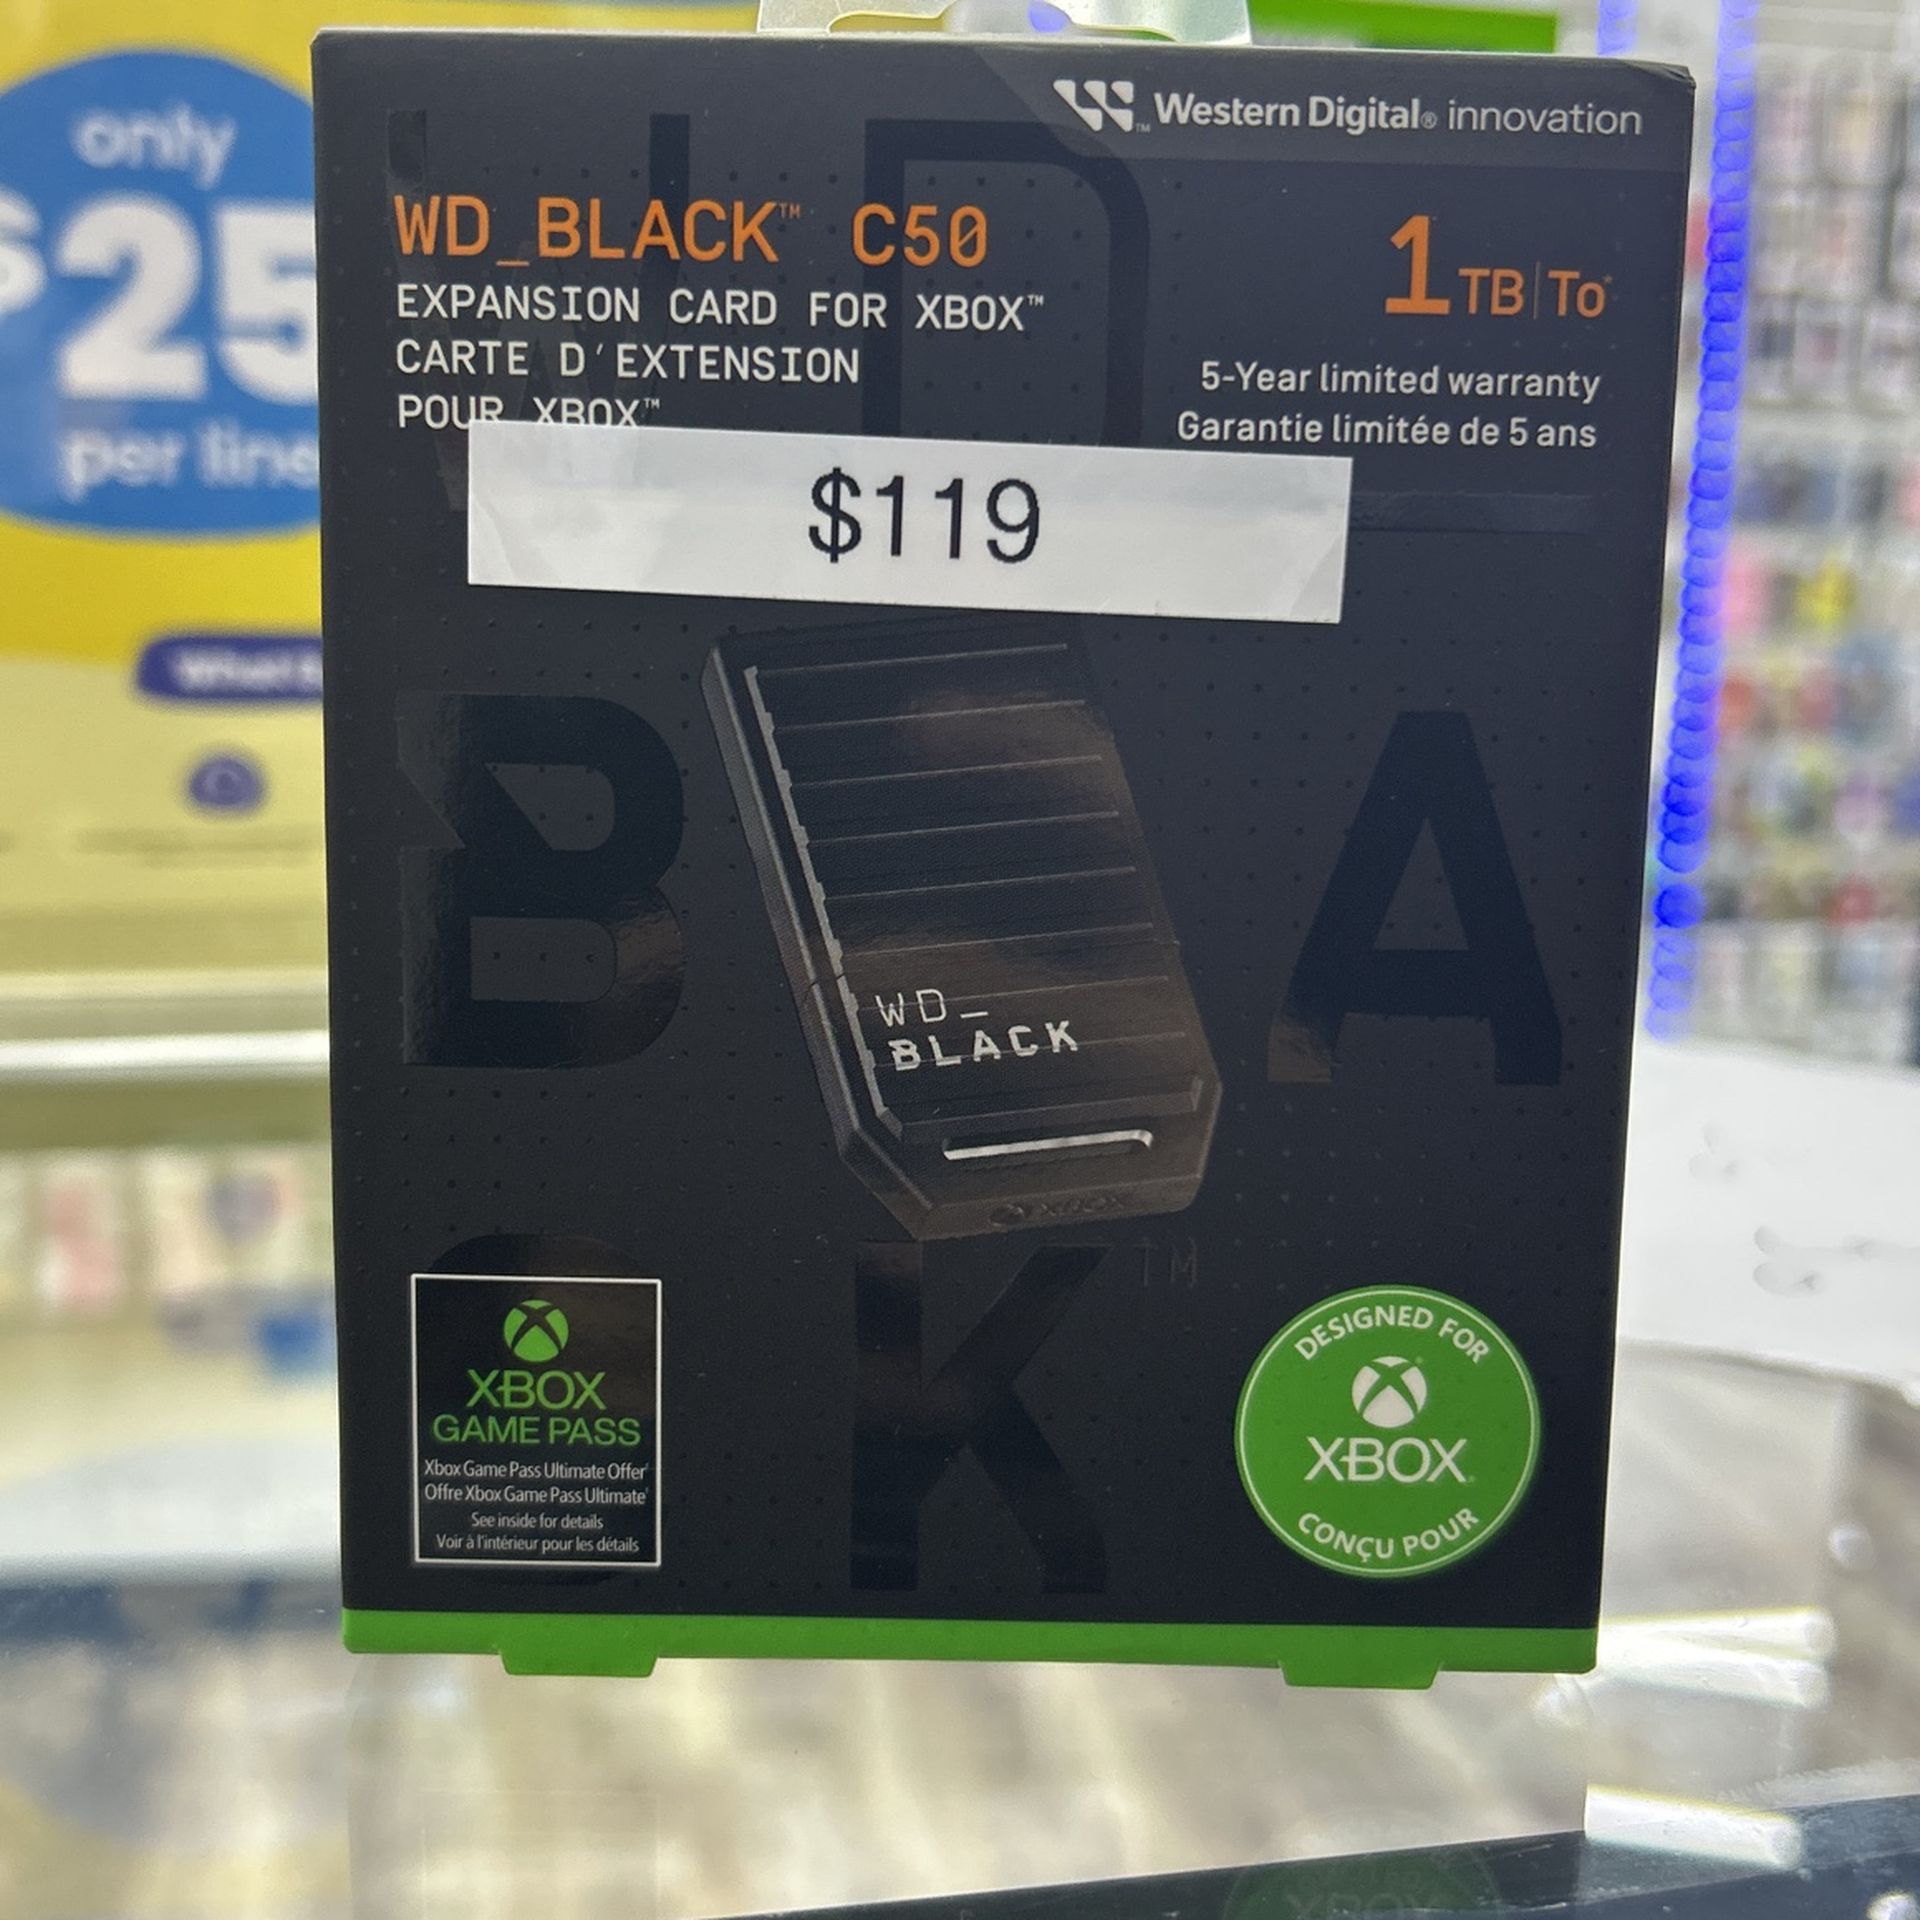 only
$25
per line
Western Digital® innovation
WD_BLACK™ C50
EXPANSION CARD FOR XBOX™
CARTE D'EXTENSION
POUR XBOX™
1TB|To*
5-Year limited warranty
Garantie limitée de 5 ans
$119
WD_
BLACK
BLACK™
XBOX
GAME PASS
Xbox Game Pass Ultimate Offer
Offre Xbox Game Pass Ultimate
See inside for details
Voir à l'intérieur pour les détails
DESIGNED FOR
XBOX
CONÇU POUR